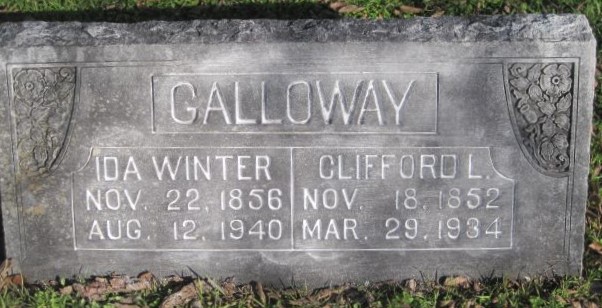 GALLOWAY
IDA WINTER
NOV. 22, 1856
AUG. 12, 1940
CLIFFORD L.
NOV. 18, 1852
MAR. 29, 1934